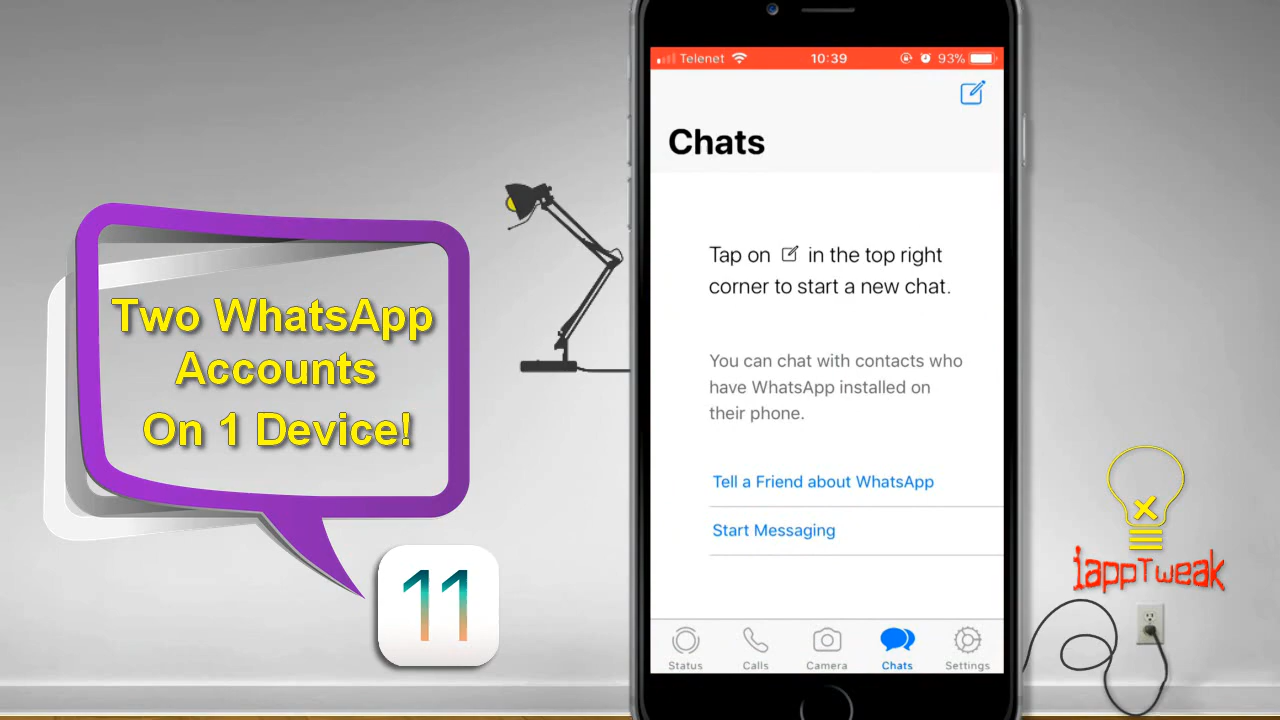 Two WhatsApp
Accounts
On 1 Device!
11
Telenet 10:39 93%
Chats
Tap on in the top right
corner to start a new chat.
You can chat with contacts who
have WhatsApp installed on
their phone.
Tell a Friend about WhatsApp
Start Messaging
Status Calls Camera Chats Settings
iappTweak